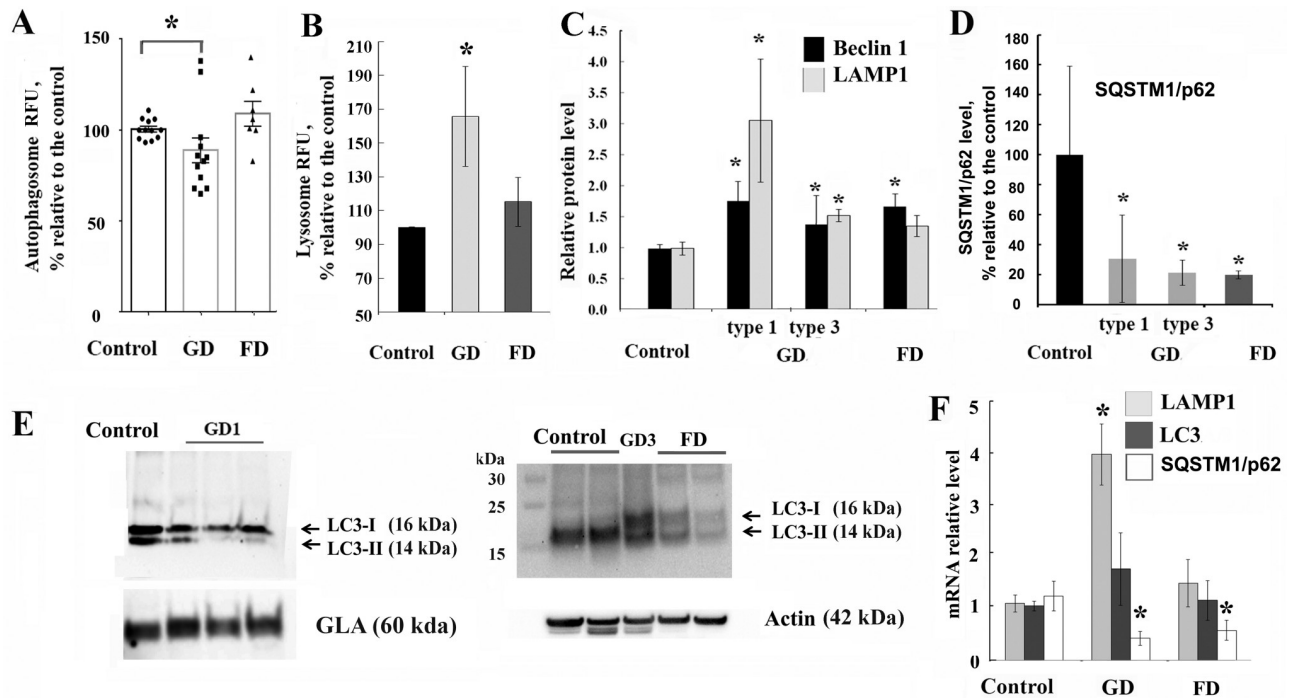 A
Autophagosome RFU,
% relative to the control
150
100
50
0
*
Control GD FD
B
Lysosome RFU,
% relative to the control
210
190
170
150
130
110
90
70
50
*
Control GD FD
C
Relative protein level
4.5
4.0
3.5
3.0
2.5
2.0
1.5
1.0
0.5
0.0
Beclin 1
LAMP1
* * * * *
type 1 type 3
Control GD FD
D
SQSTM1/p62 level,
% relative to the control
180
160
140
120
100
80
60
40
20
0
SQSTM1/p62
* * *
type 1 type 3
Control GD FD
E
Control GD1
LC3-I (16 kDa)
LC3-II (14 kDa)
GLA (60 kda)
Control GD3 FD
kDa
30
25
15
LC3-I (16 kDa)
LC3-II (14 kDa)
Actin (42 kDa)
F
mRNA relative level
5
4
2
1
0
LAMP1
LC3
SQSTM1/p62
* * *
Control GD FD